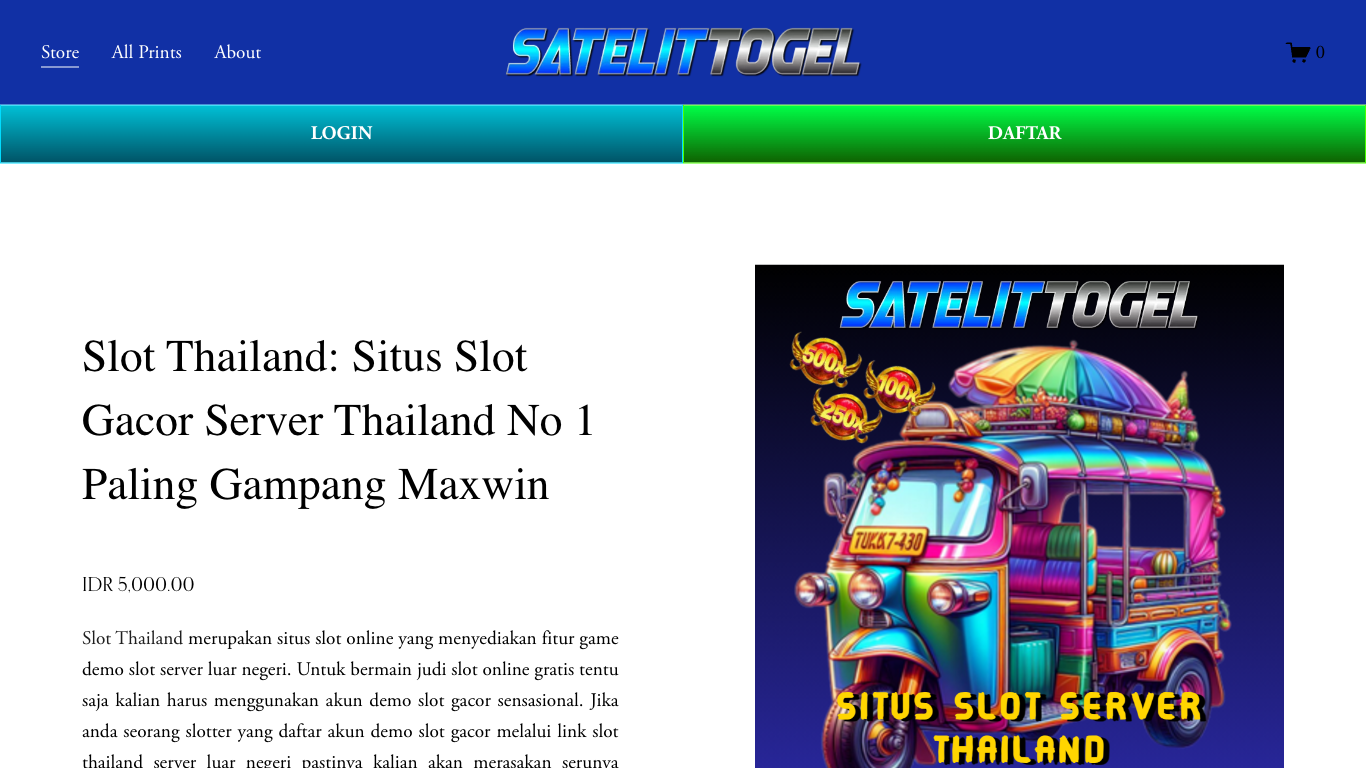 Store
All Prints
About
SATELITTOGEL
0
LOGIN
DAFTAR
Slot Thailand: Situs Slot
Gacor Server Thailand No 1
Paling Gampang Maxwin
IDR 5,000.00
Slot Thailand merupakan situs slot online yang menyediakan fitur game
demo slot server luar negeri. Untuk bermain judi slot online gratis tentu
saja kalian harus menggunakan akun demo slot gacor sensasional. Jika
anda seorang slotter yang daftar akun demo slot gacor melalui link slot
thailand server luar negeri pastinya kalian akan merasakan serunya
SATELITTOGEL
500x
100x
250x
TUKK7-430
SITUS SLOT SERVER
THAILAND